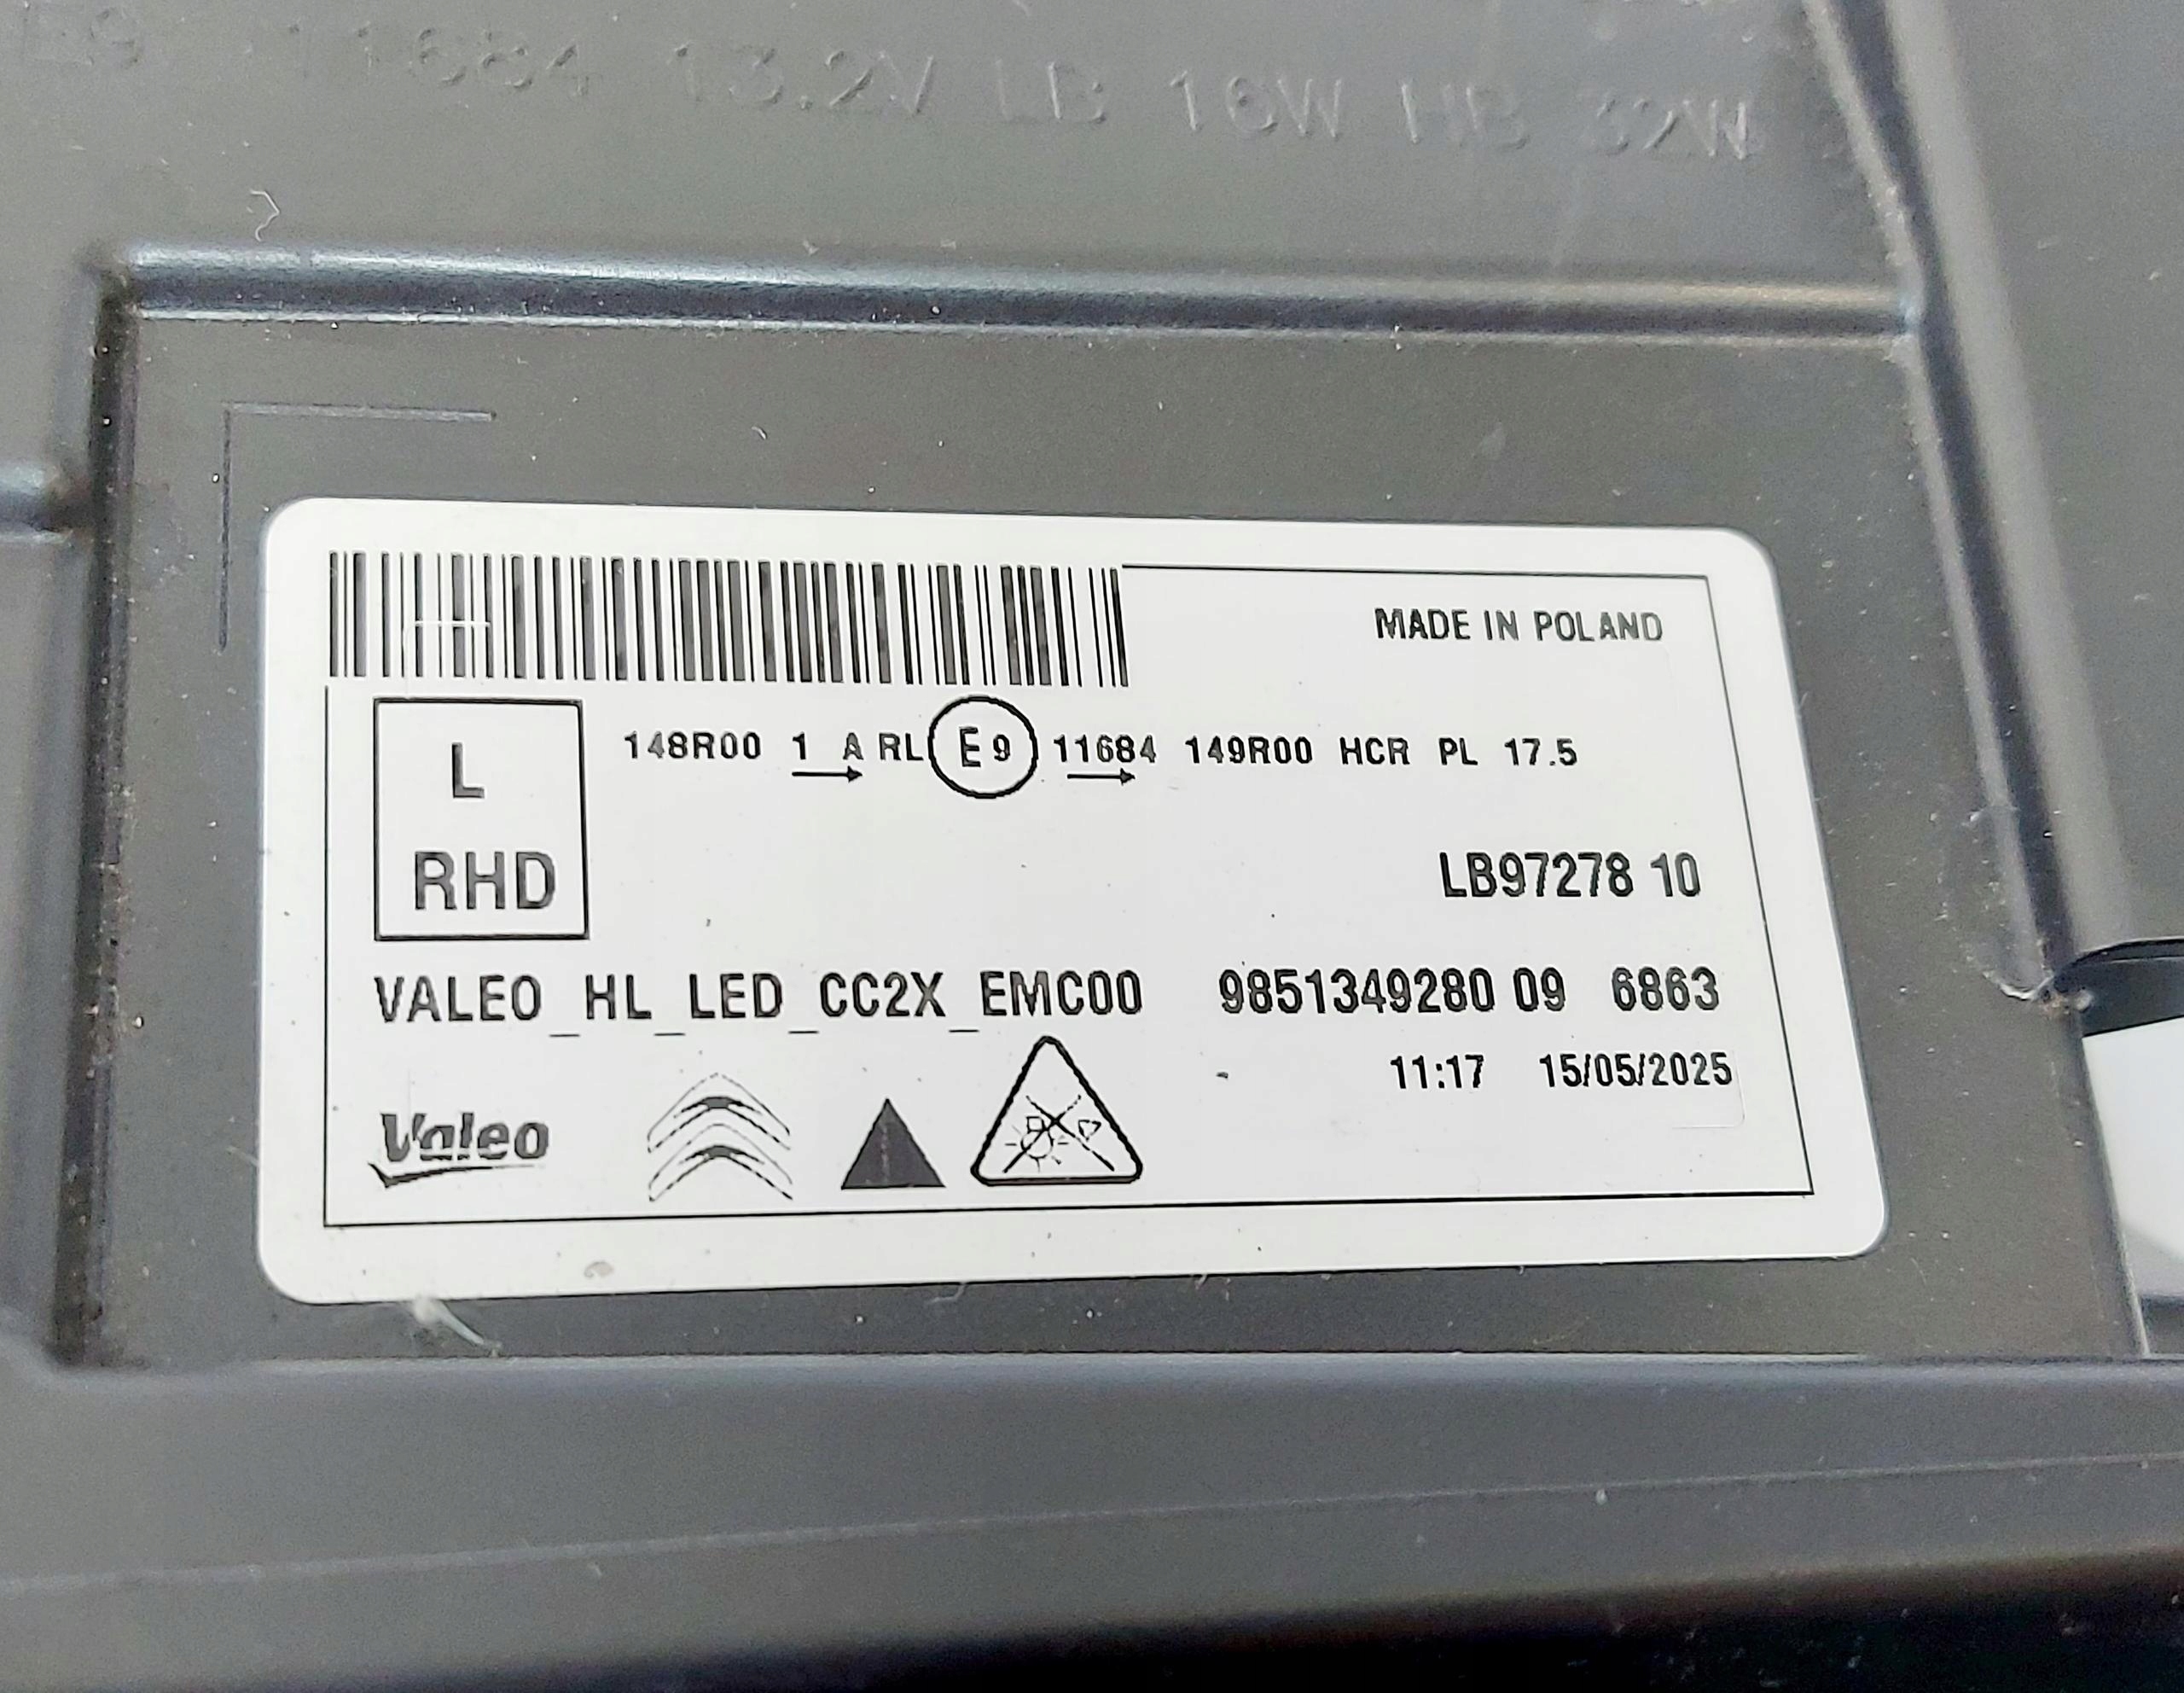 E9 11684 13.2V LB 16W HB 32W
MADE IN POLAND
L
RHD
148R00 1 A RL E9 11684 149R00 HCR PL 17.5
LB97278 10
VALEO_HL_LED_CC2X_EMC00 9851349280 09 6863
11:17 15/05/2025
Valeo